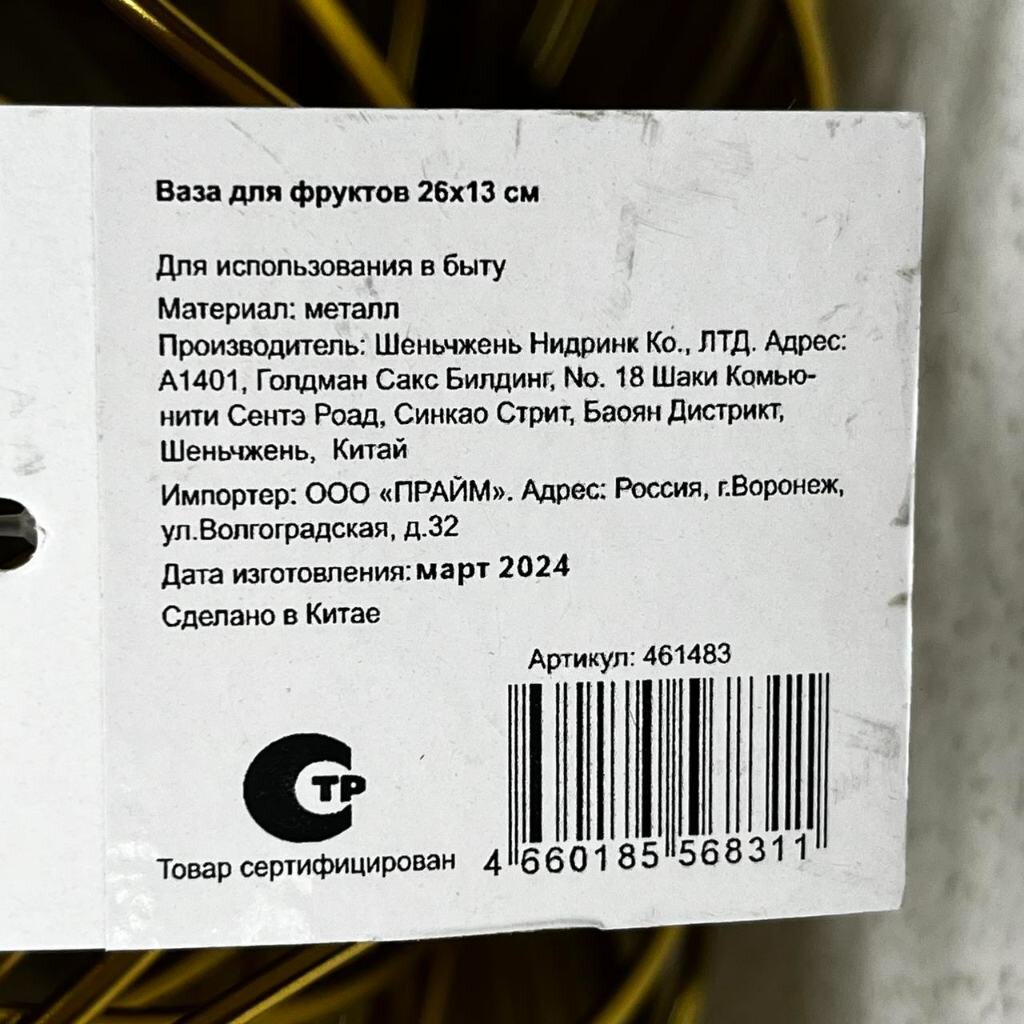 Ваза для фруктов 26х13 см
Для использования в быту
Материал: металл
Производитель: Шеньчжень Нидринк Ко., ЛТД. Адрес:
А1401, Голдман Сакс Билдинг, No. 18 Шаки Комью-
нити Сентэ Роад, Синкао Стрит, Баоян Дистрикт,
Шеньчжень, Китай
Импортер: ООО «ПРАЙМ». Адрес: Россия, г.Воронеж,
ул.Волгоградская, д.32
Дата изготовления: март 2024
Сделано в Китае
Артикул: 461483
ТР
Товар сертифицирован
4 660185 568311